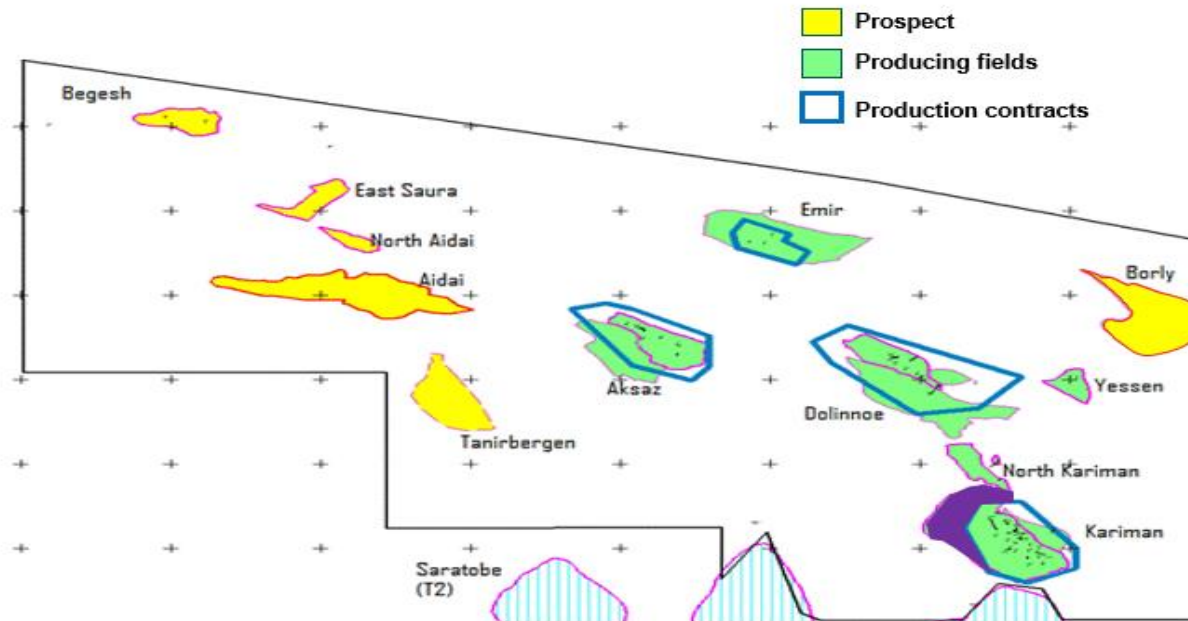 Prospect
Producing fields
Production contracts
Begesh
East Saura
North Aidai
Aidai
Emir
Borly
Aksaz
Yessen
Dolinnoe
Tanirbergen
North Kariman
Kariman
Saratobe
(T2)